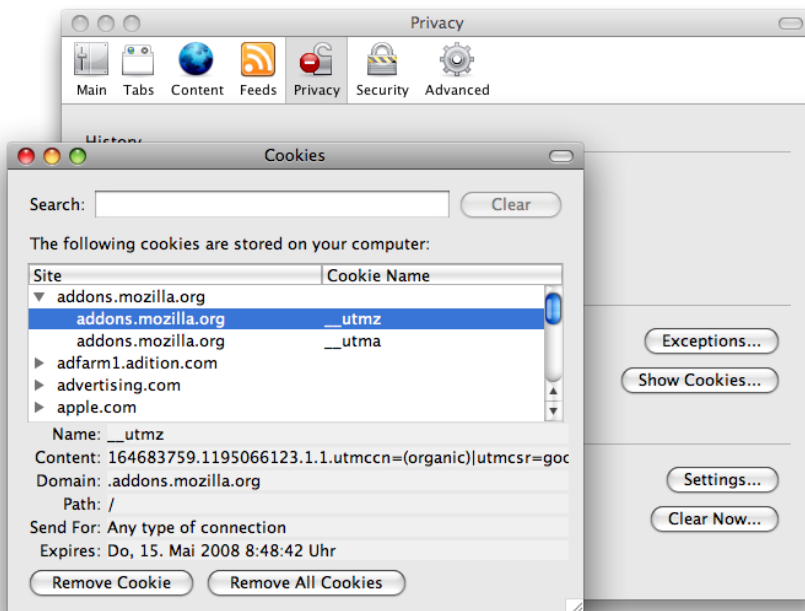 Privacy
Main Tabs Content Feeds Privacy Security Advanced
History
Cookies
Search: Clear
The following cookies are stored on your computer:
Site Cookie Name
addons.mozilla.org
addons.mozilla.org __utmz
addons.mozilla.org __utma
adfarm1.adition.com
advertising.com
apple.com
Name: __utmz
Content: 164683759.1195066123.1.1.utmccn=(organic)|utmcsr=goo
Domain: .addons.mozilla.org
Path: /
Send For: Any type of connection
Expires: Do, 15. Mai 2008 8:48:42 Uhr
Remove Cookie Remove All Cookies
Exceptions...
Show Cookies...
Settings...
Clear Now...